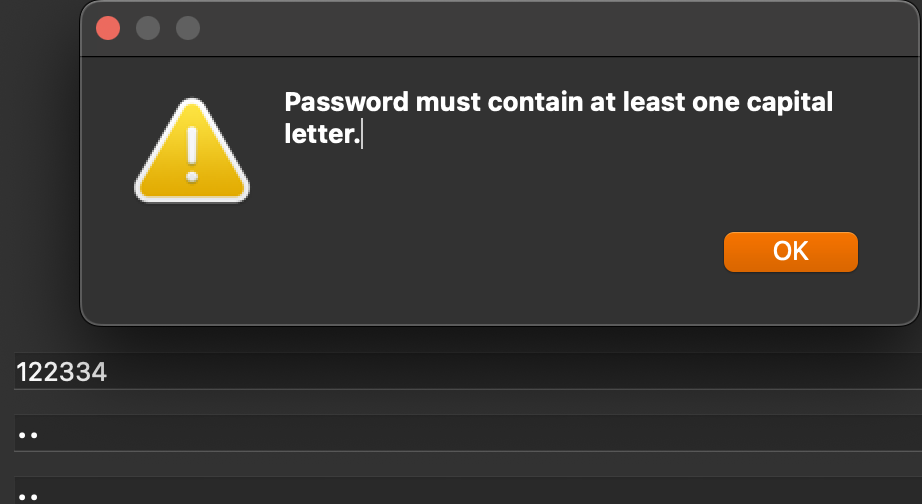 Password must contain at least one capital
letter.
OK
122334
••
••